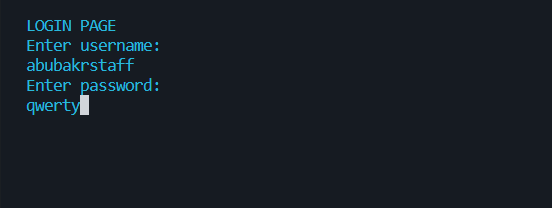 LOGIN PAGE
Enter username:
abubakrstaff
Enter password:
qwerty